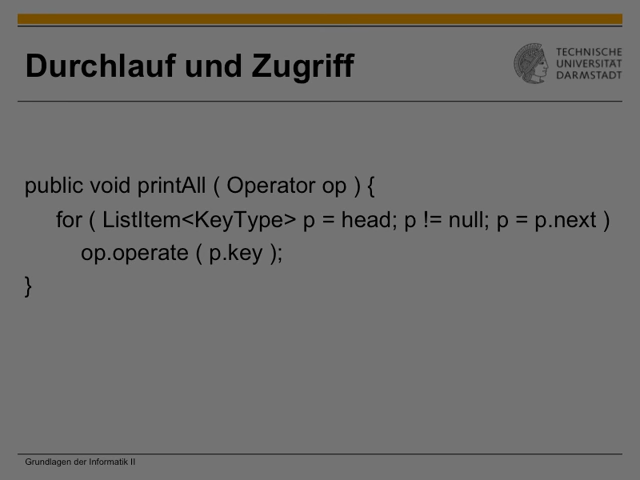 Durchlauf und Zugriff
TECHNISCHE
UNIVERSITÄT
DARMSTADT
public void printAll ( Operator op ) {
for ( ListItem<KeyType> p = head; p != null; p = p.next )
op.operate ( p.key );
}
Grundlagen der Informatik II